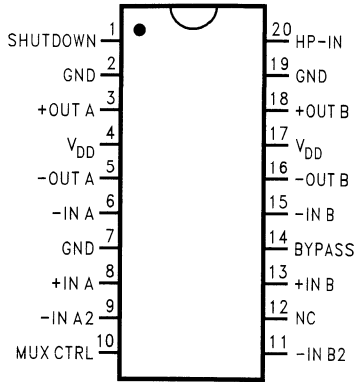 SHUTDOWN 1 20 HP-IN
GND 2 19 GND
+OUT A 3 18 +OUT B
VDD 4 17 VDD
-OUT A 5 16 -OUT B
-IN A 6 15 -IN B
GND 7 14 BYPASS
+IN A 8 13 +IN B
-IN A2 9 12 NC
MUX CTRL 10 11 -IN B2